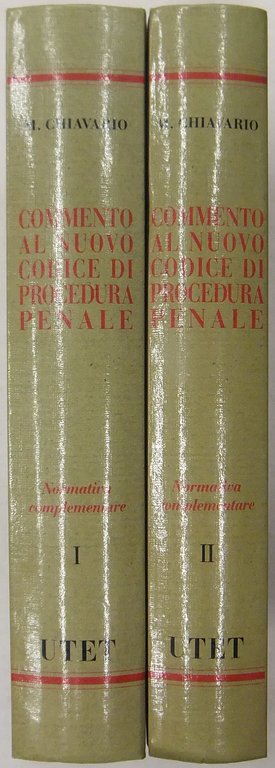 M. CHIAVARIO
COMMENTO
AL NUOVO
CODICE DI
PROCEDURA
PENALE
Normativa
complementare
I
UTET
M. CHIAVARIO
COMMENTO
AL NUOVO
CODICE DI
PROCEDURA
PENALE
Normativa
complementare
II
UTET